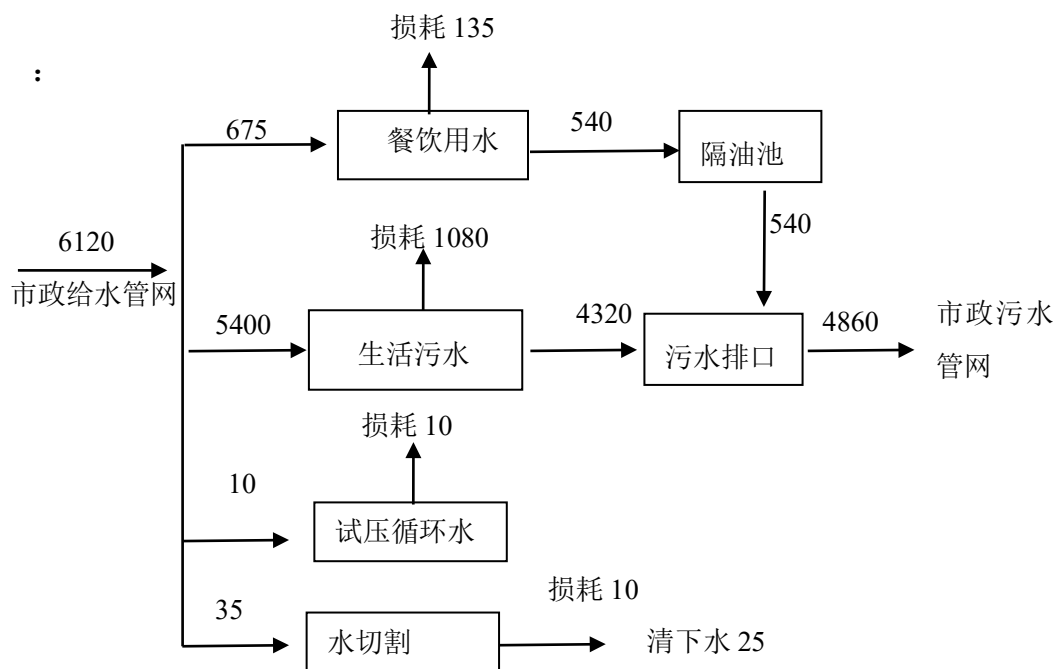 损耗 135
:
675
餐饮用水
540
隔油池
6120
市政给水管网
损耗 1080
540
5400
生活污水
4320
污水排口
4860
市政污水
管网
损耗 10
10
试压循环水
损耗 10
35
水切割
清下水 25